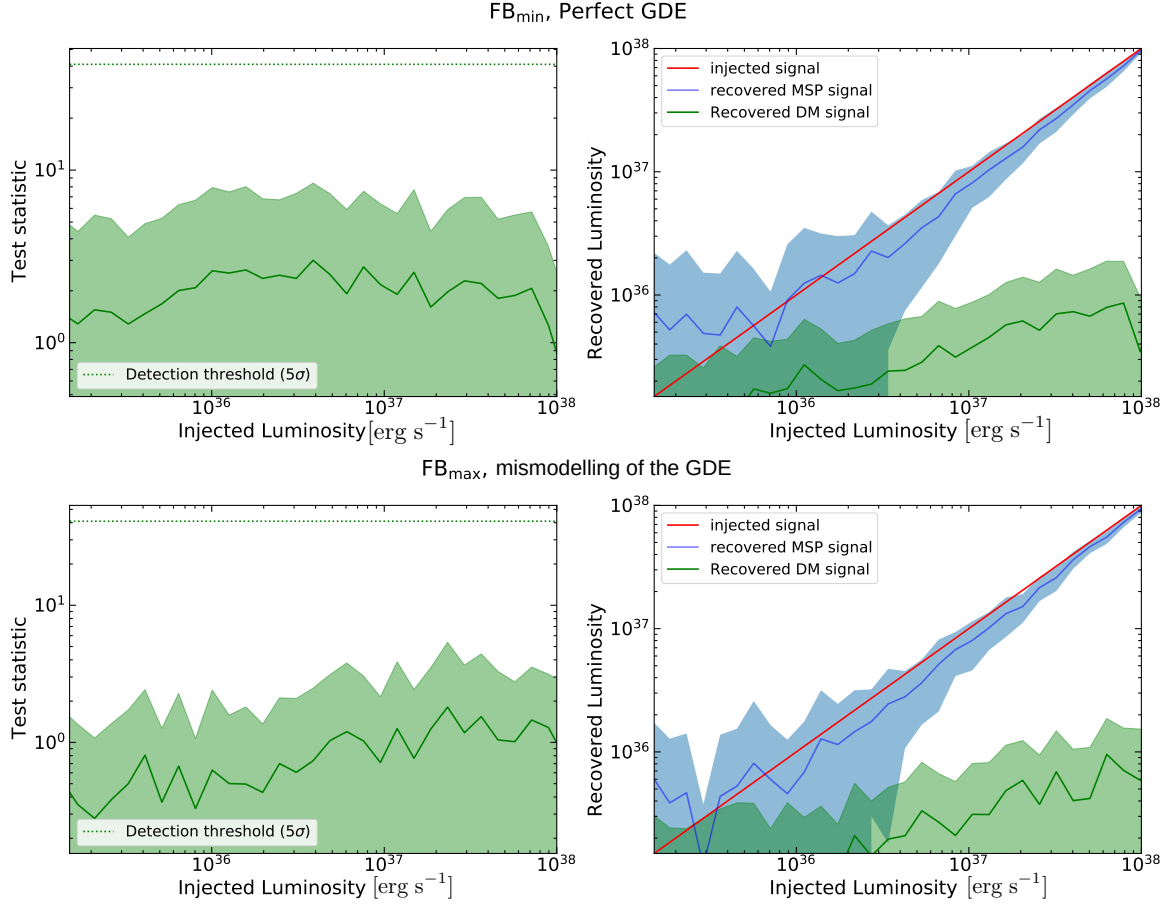 FBmin, Perfect GDE
Test statistic
10^1
10^0
Detection threshold (5σ)
10^36
10^37
10^38
Injected Luminosity[erg s^−1]
Recovered Luminosity
10^38
10^37
10^36
injected signal
recovered MSP signal
Recovered DM signal
10^36
10^37
10^38
Injected Luminosity [erg s^−1]
FBmax, mismodelling of the GDE
Test statistic
10^1
10^0
Detection threshold (5σ)
10^36
10^37
10^38
Injected Luminosity [erg s^−1]
Recovered Luminosity
10^38
10^37
10^36
injected signal
recovered MSP signal
Recovered DM signal
10^36
10^37
10^38
Injected Luminosity [erg s^−1]